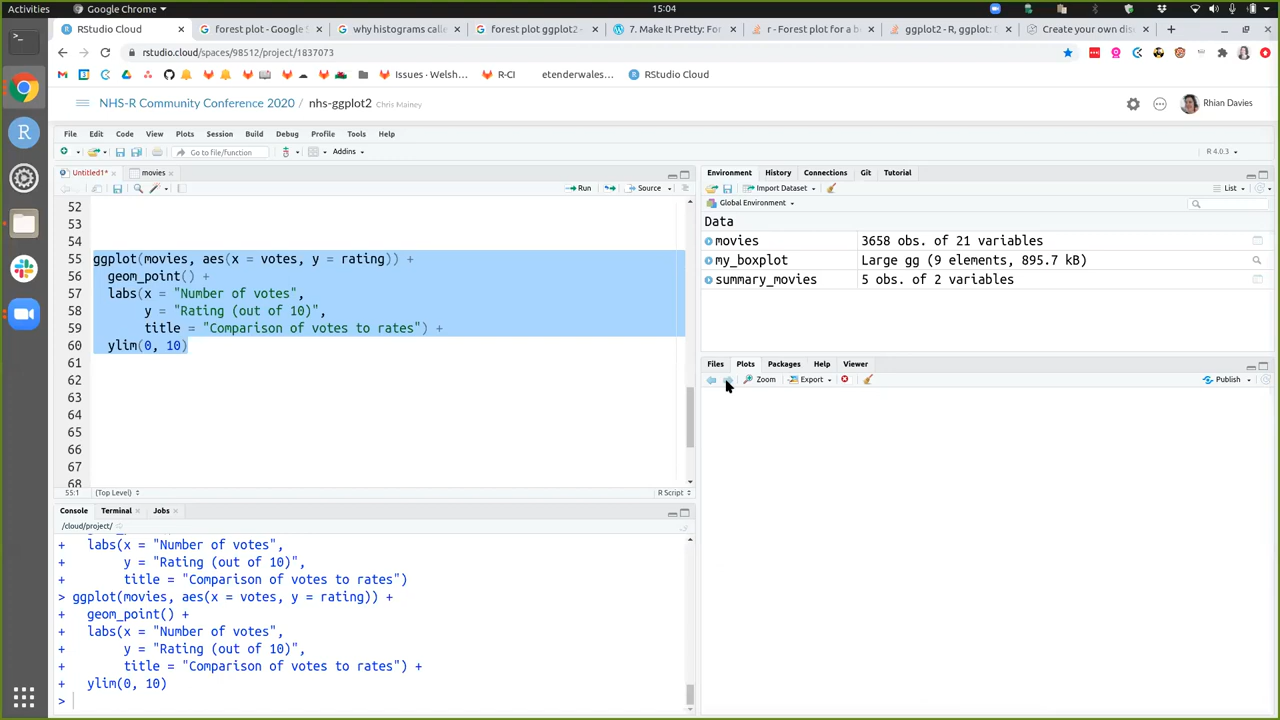 Activities
Google Chrome
15:04
RStudio Cloud
forest plot - Google
why histograms calle
forest plot ggplot2 -
7. Make It Pretty: For
r - Forest plot for a b
ggplot2 - R, ggplot:
Create your own dis
rstudio.cloud/spaces/98512/project/1837073
Issues · Welsh...
R-CI
etenderwales...
RStudio Cloud
NHS-R Community Conference 2020 / nhs-ggplot2 Chris Mainey
Rhian Davies
File Edit Code View Plots Session Build Debug Profile Tools Help
Go to file/function
Addins
R 4.0.3
Untitled1*
movies
Run
Source
52
53
54
55 ggplot(movies, aes(x = votes, y = rating)) +
56 geom_point() +
57 labs(x = "Number of votes",
58 y = "Rating (out of 10)",
59 title = "Comparison of votes to rates") +
60 ylim(0, 10)
61
62
63
64
65
66
67
68
55:1 (Top Level)
R Script
Environment History Connections Git Tutorial
Import Dataset
List
Global Environment
Data
movies 3658 obs. of 21 variables
my_boxplot Large gg (9 elements, 895.7 kB)
summary_movies 5 obs. of 2 variables
Files Plots Packages Help Viewer
Zoom
Export
Publish
Console Terminal Jobs
/cloud/project/
+ labs(x = "Number of votes",
+ y = "Rating (out of 10)",
+ title = "Comparison of votes to rates")
> ggplot(movies, aes(x = votes, y = rating)) +
+ geom_point() +
+ labs(x = "Number of votes",
+ y = "Rating (out of 10)",
+ title = "Comparison of votes to rates") +
+ ylim(0, 10)
>